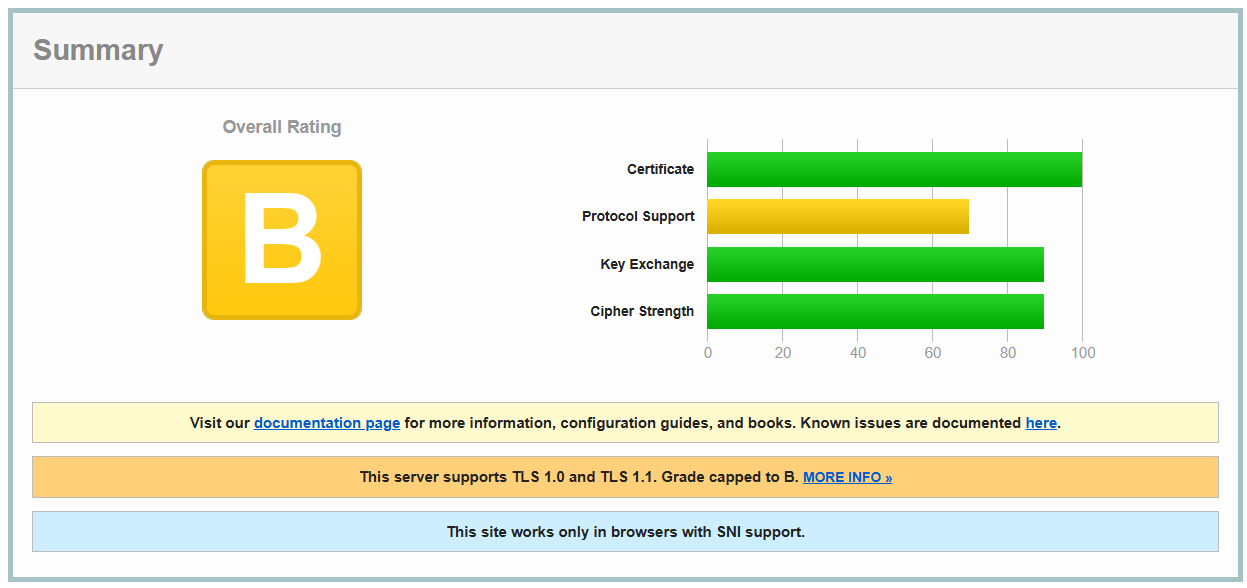 Summary
Overall Rating
B
Certificate
Protocol Support
Key Exchange
Cipher Strength
0 20 40 60 80 100
Visit our documentation page for more information, configuration guides, and books. Known issues are documented here.
This server supports TLS 1.0 and TLS 1.1. Grade capped to B. MORE INFO »
This site works only in browsers with SNI support.